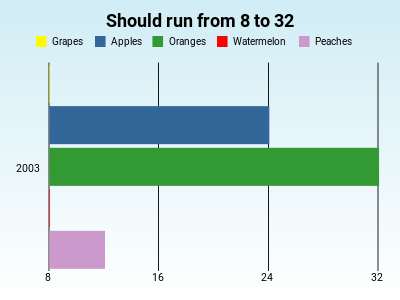 Should run from 8 to 32
Grapes Apples Oranges Watermelon Peaches
2003
8 16 24 32